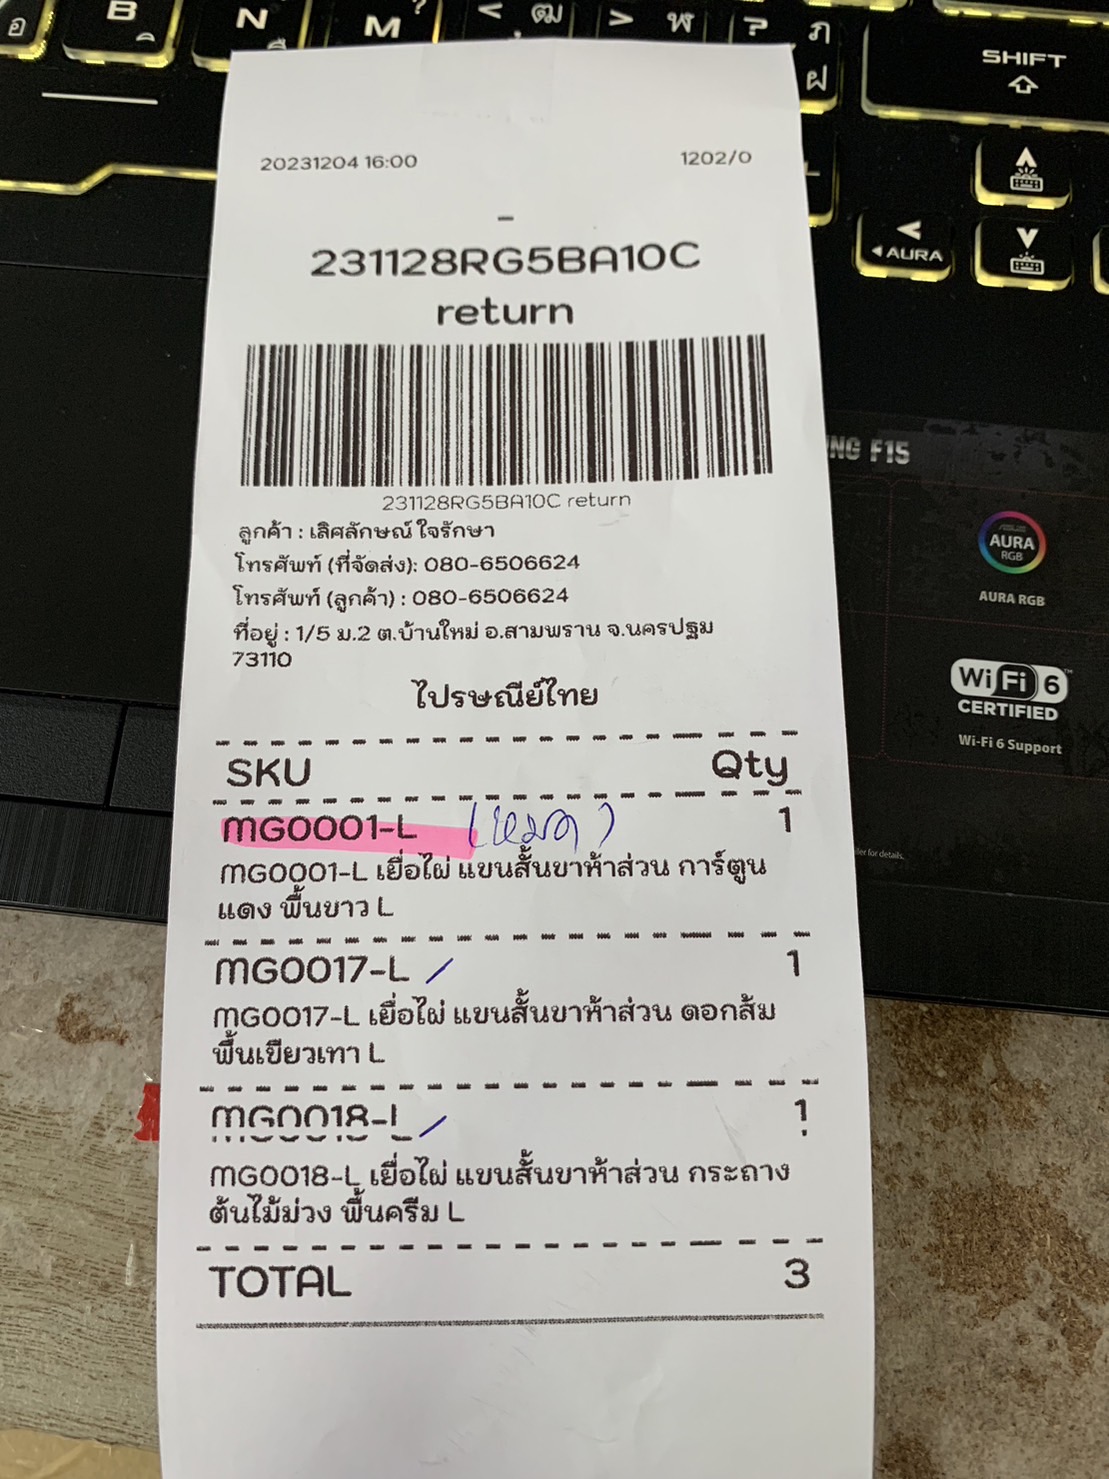 อ
B
N
M
?
<
ฒ
>
ฬ
?
ฦ
ฝ
SHIFT
AURA
20231204 16:00 1202/0
-
231128RG5BA10C
return
231128RG5BA10C return
ลูกค้า : เลิศลักษณ์ ใจรักษา
โทรศัพท์ (ที่จัดส่ง): 080-6506624
โทรศัพท์ (ลูกค้า) : 080-6506624
ที่อยู่ : 1/5 ม.2 ต.บ้านใหม่ อ.สามพราน จ.นครปฐม
73110
ไปรษณีย์ไทย
SKU Qty
MG0001-L (หมด) 1
MG0001-L เยื่อไผ่ แขนสั้นขาห้าส่วน การ์ตูน
แดง พื้นขาว L
MG0017-L / 1
MG0017-L เยื่อไผ่ แขนสั้นขาห้าส่วน ดอกส้ม
พื้นเขียวเทา L
MG0018-L / 1
MG0018-L เยื่อไผ่ แขนสั้นขาห้าส่วน กระถาง
ต้นไม้ม่วง พื้นครีม L
TOTAL 3
NG F15
AURA
RGB
AURA RGB
Wi Fi 6
CERTIFIED
Wi-Fi 6 Support
for details.